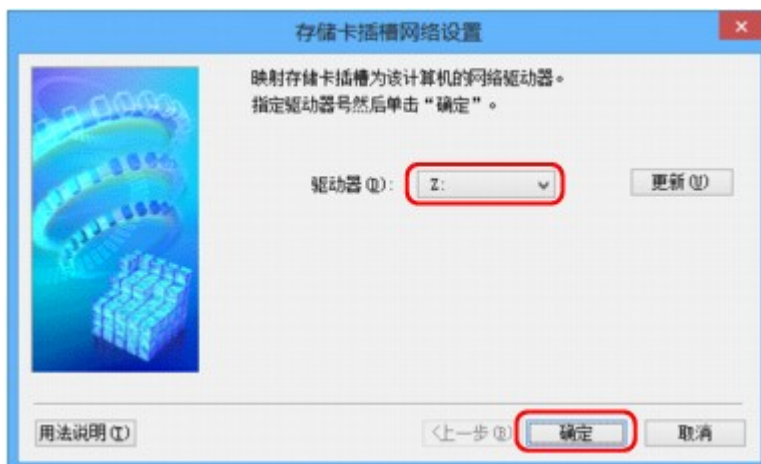 存储卡插槽网络设置
映射存储卡插槽为该计算机的网络驱动器。
指定驱动器号然后单击“确定”。
驱动器(D): Z: 更新(U)
用法说明(I) <上一步(B) 确定 取消